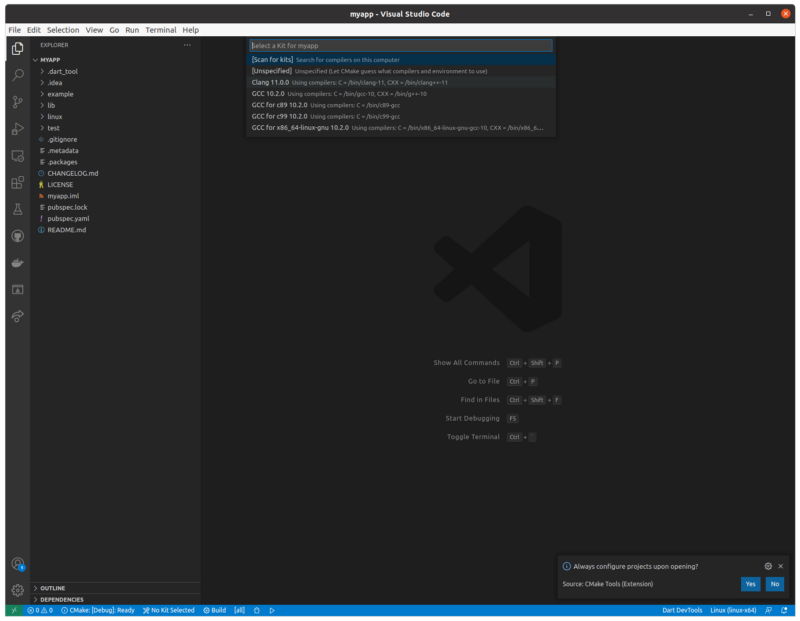 myapp - Visual Studio Code
File Edit Selection View Go Run Terminal Help
EXPLORER ...
MYAPP
.dart_tool
.idea
example
lib
linux
test
.gitignore
.metadata
.packages
CHANGELOG.md
LICENSE
myapp.iml
pubspec.lock
pubspec.yaml
README.md
Select a Kit for myapp
[Scan for kits] Search for compilers on this computer
[Unspecified] Unspecified (Let CMake guess what compilers and environment to use)
Clang 11.0.0 Using compilers: C = /bin/clang-11, CXX = /bin/clang++-11
GCC 10.2.0 Using compilers: C = /bin/gcc-10, CXX = /bin/g++-10
GCC for c89 10.2.0 Using compilers: C = /bin/c89-gcc
GCC for c99 10.2.0 Using compilers: C = /bin/c99-gcc
GCC for x86_64-linux-gnu 10.2.0 Using compilers: C = /bin/x86_64-linux-gnu-gcc-10, CXX = /bin/x86_6...
Show All Commands Ctrl + Shift + P
Go to File Ctrl + P
Find in Files Ctrl + Shift + F
Start Debugging F5
Toggle Terminal Ctrl + `
Always configure projects upon opening?
Source: CMake Tools (Extension)
Yes No
OUTLINE
DEPENDENCIES
1
0 0 CMake: [Debug]: Ready No Kit Selected Build [all] Dart DevTools Linux (linux-x64)